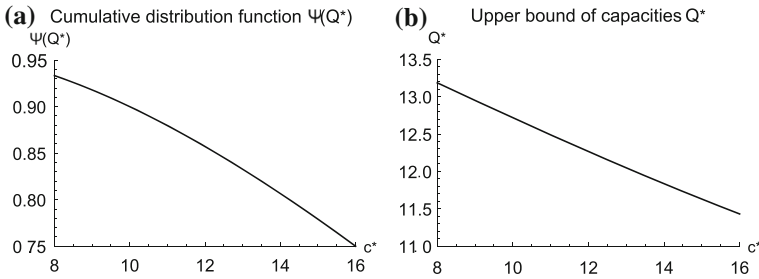 (a) Cumulative distribution function Ψ(Q*)
Ψ(Q*)
0.95
0.90
0.85
0.80
0.75
8 10 12 14 16
c*
(b) Upper bound of capacities Q*
Q*
13.5
13.0
12.5
12.0
11.5
11.0
8 10 12 14 16
c*